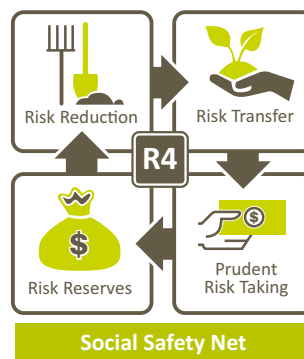 Risk Reduction
Risk Transfer
R4
$
$
Risk Reserves
Prudent
Risk Taking
Social Safety Net